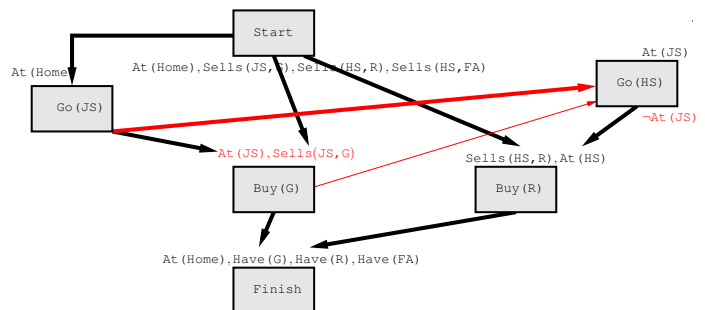 Start
At(JS)
At(Home)
At(Home),Sells(JS,G),Sells(HS,R),Sells(HS,FA)
Go(HS)
Go(JS)
¬At(JS)
At(JS),Sells(JS,G)
Sells(HS,R),At(HS)
Buy(G)
Buy(R)
At(Home),Have(G),Have(R),Have(FA)
Finish